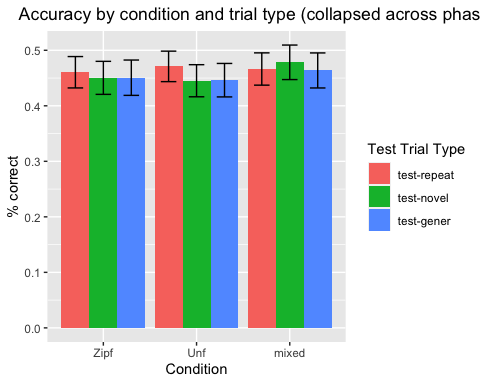 Accuracy by condition and trial type (collapsed across phas
0.5
0.4
0.3
0.2
0.1
0.0
% correct
Zipf Unf mixed
Condition
Test Trial Type
test-repeat
test-novel
test-gener